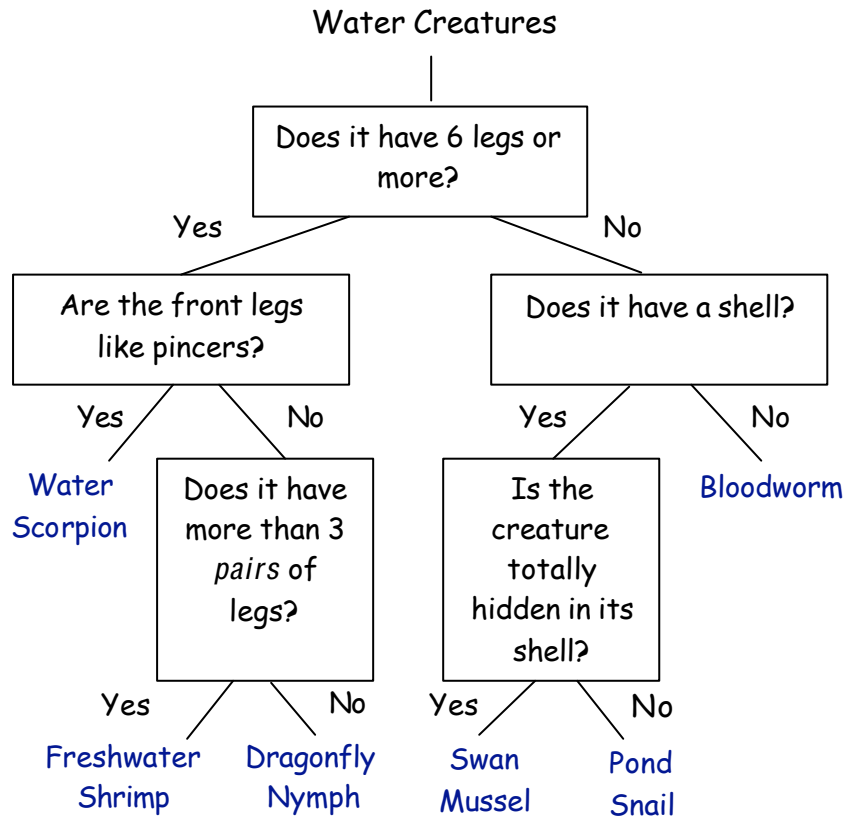 Water Creatures
Does it have 6 legs or
more?
Yes
No
Are the front legs
like pincers?
Does it have a shell?
Yes
No
Yes
No
Water
Scorpion
Does it have
more than 3
pairs of
legs?
Is the
creature
totally
hidden in its
shell?
Bloodworm
Yes
No
Yes
No
Freshwater
Shrimp
Dragonfly
Nymph
Swan
Mussel
Pond
Snail